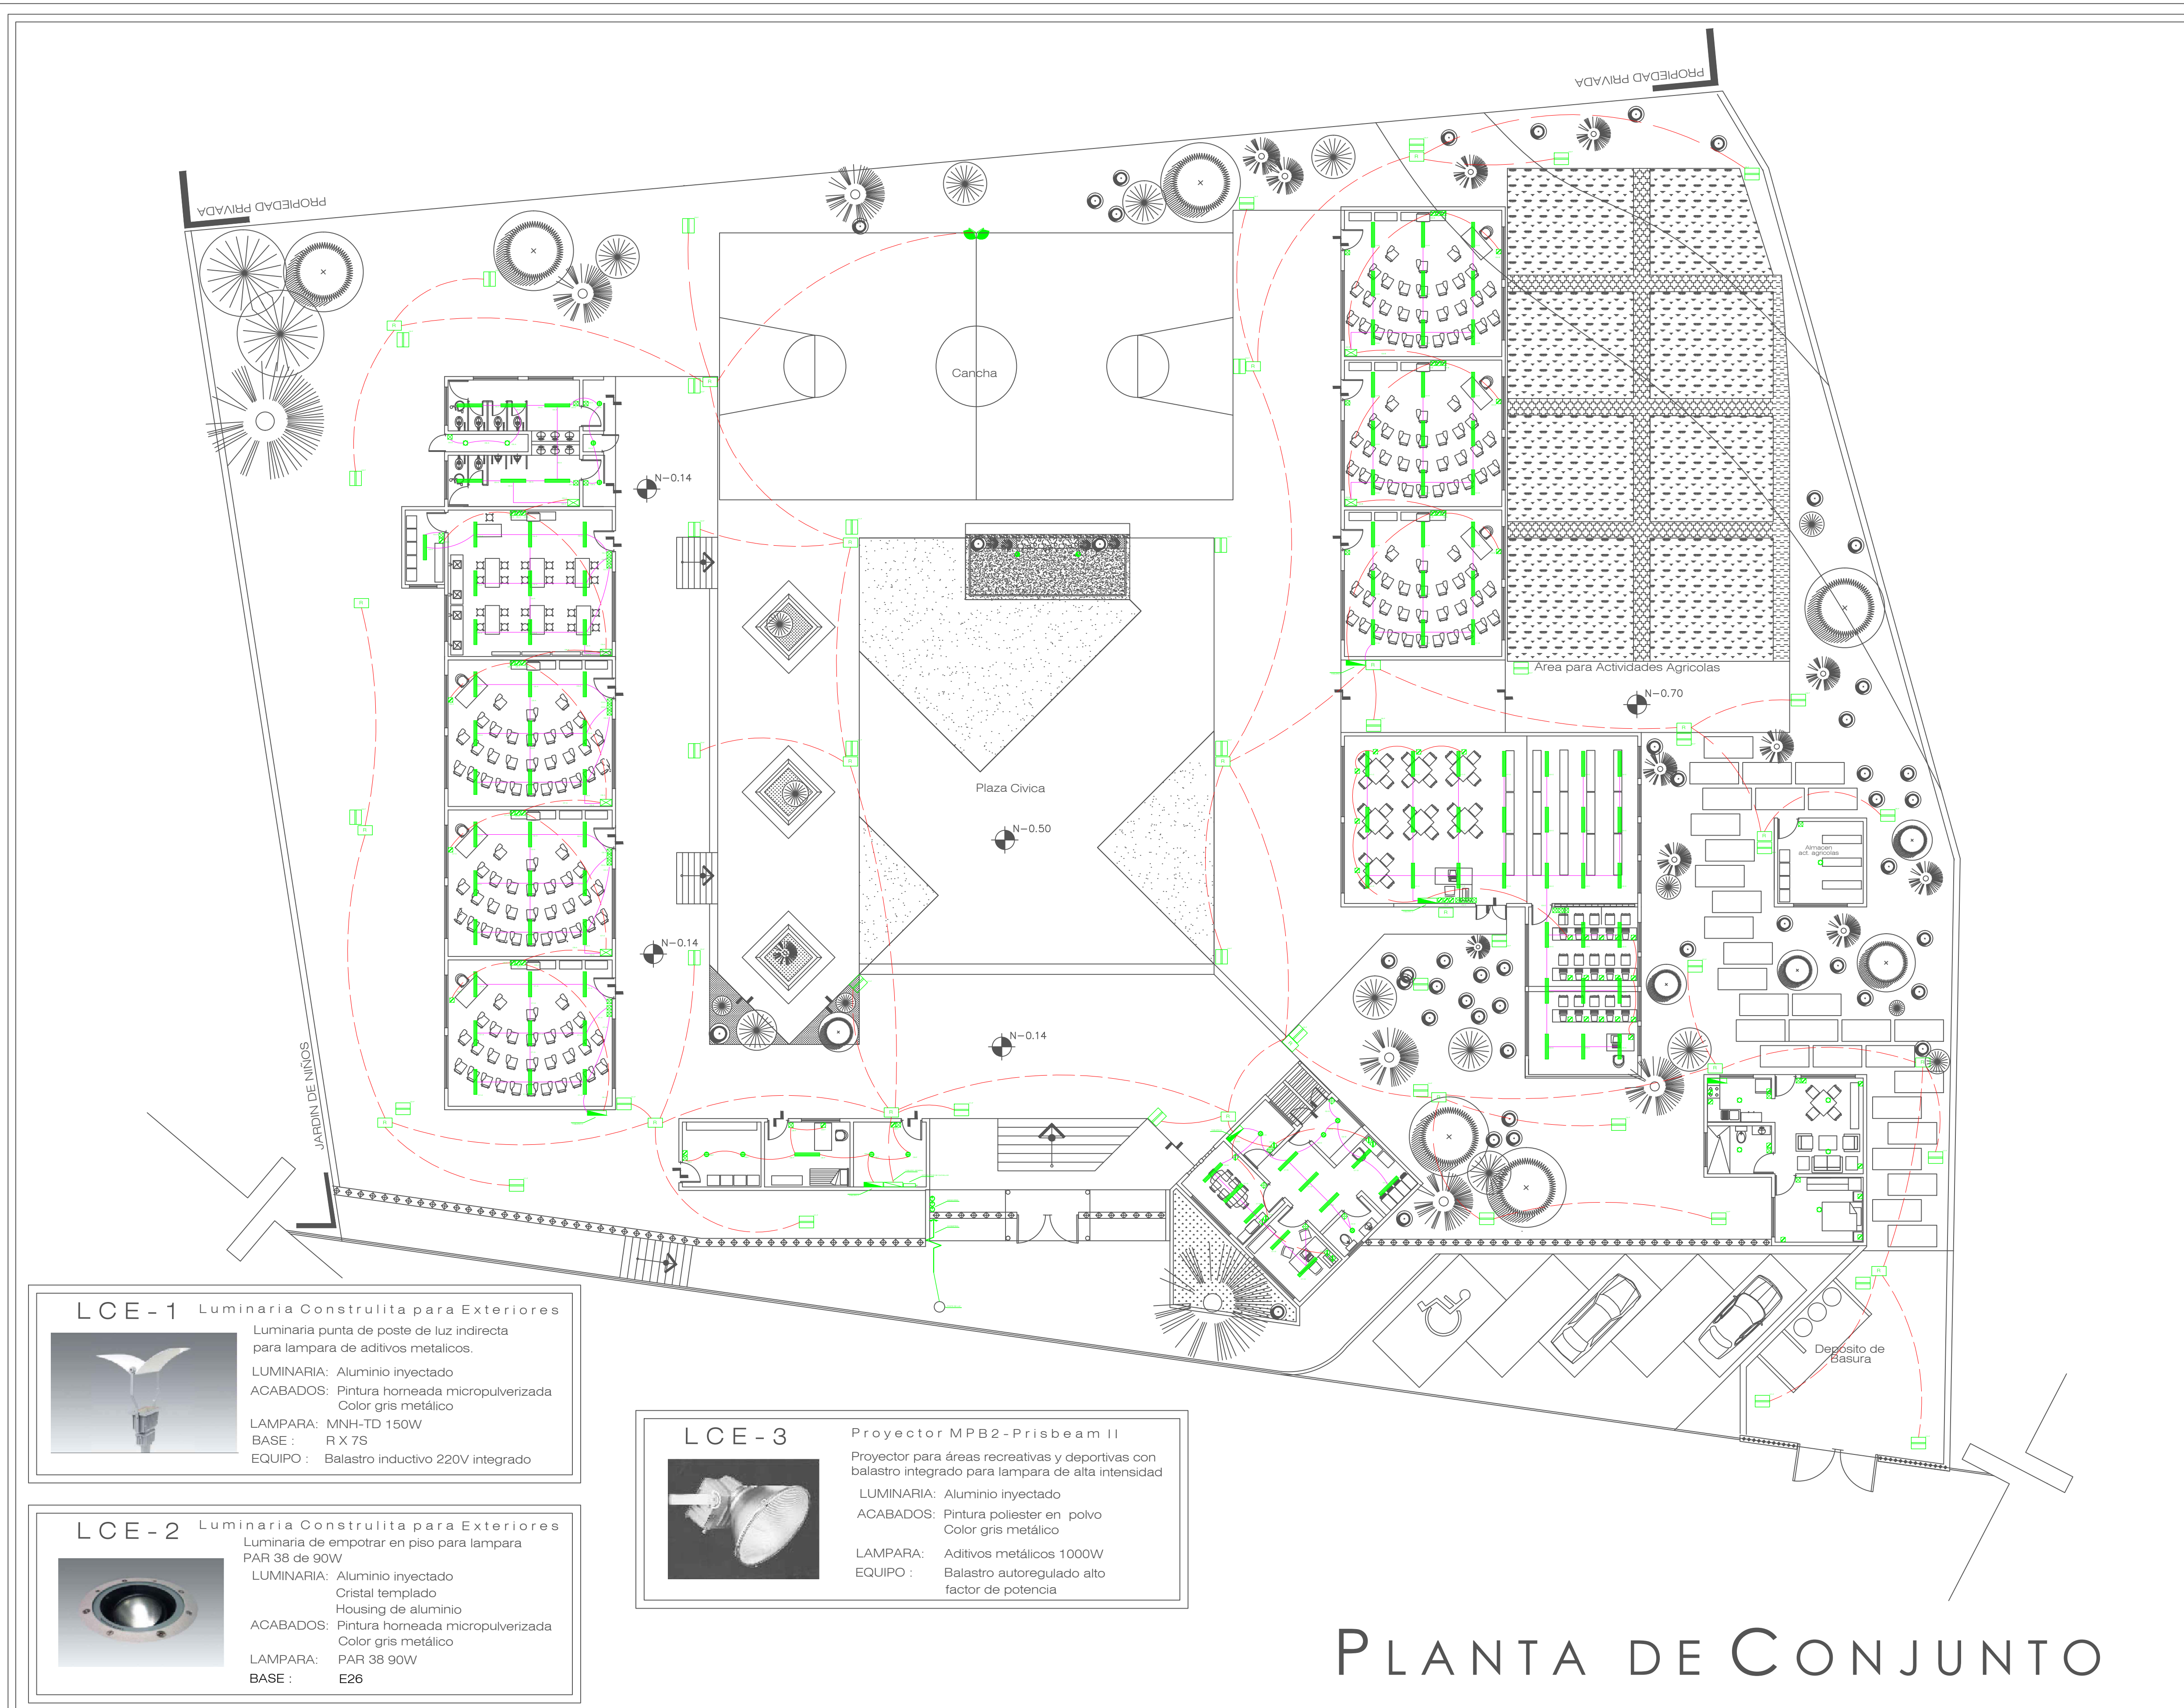 PROPIEDAD PRIVADA
PROPIEDAD PRIVADA
Cancha
N-0.14
Area para Actividades Agricolas
N-0.70
Plaza Civica
N-0.50
Almacen
act. agricolas
N-0.14
N-0.14
JARDIN DE NIÑOS
Deposito de
Basura
LCE-1 Luminaria Construlita para Exteriores
Luminaria punta de poste de luz indirecta
para lampara de aditivos metalicos.
LUMINARIA: Aluminio inyectado
ACABADOS: Pintura horneada micropulverizada
Color gris metálico
LAMPARA: MNH-TD 150W
BASE : R X 7S
EQUIPO : Balastro inductivo 220V integrado
LCE-2 Luminaria Construlita para Exteriores
Luminaria de empotrar en piso para lampara
PAR 38 de 90W
LUMINARIA: Aluminio inyectado
Cristal templado
Housing de aluminio
ACABADOS: Pintura horneada micropulverizada
Color gris metálico
LAMPARA: PAR 38 90W
BASE : E26
LCE-3 Proyector MPB2-Prisbeam II
Proyector para áreas recreativas y deportivas con
balastro integrado para lampara de alta intensidad
LUMINARIA: Aluminio inyectado
ACABADOS: Pintura poliester en polvo
Color gris metálico
LAMPARA: Aditivos metálicos 1000W
EQUIPO : Balastro autoregulado alto
factor de potencia
PLANTA DE CONJUNTO